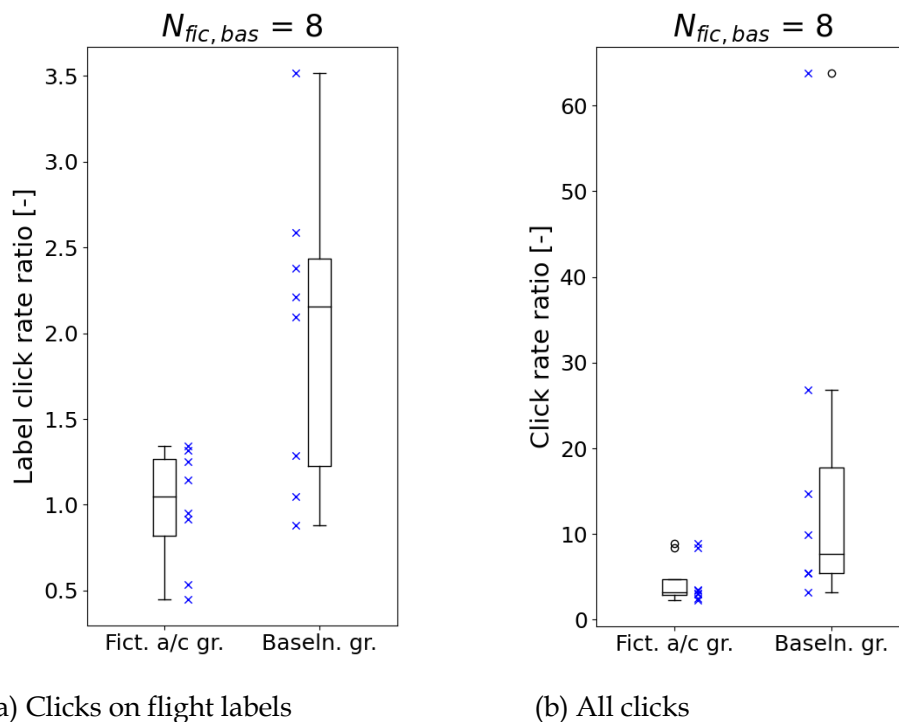 N_fic,bas = 8
Label click rate ratio [-]
3.5
3.0
2.5
2.0
1.5
1.0
0.5
Fict. a/c gr. Baseln. gr.
a) Clicks on flight labels
N_fic,bas = 8
Click rate ratio [-]
60
50
40
30
20
10
0
Fict. a/c gr. Baseln. gr.
(b) All clicks